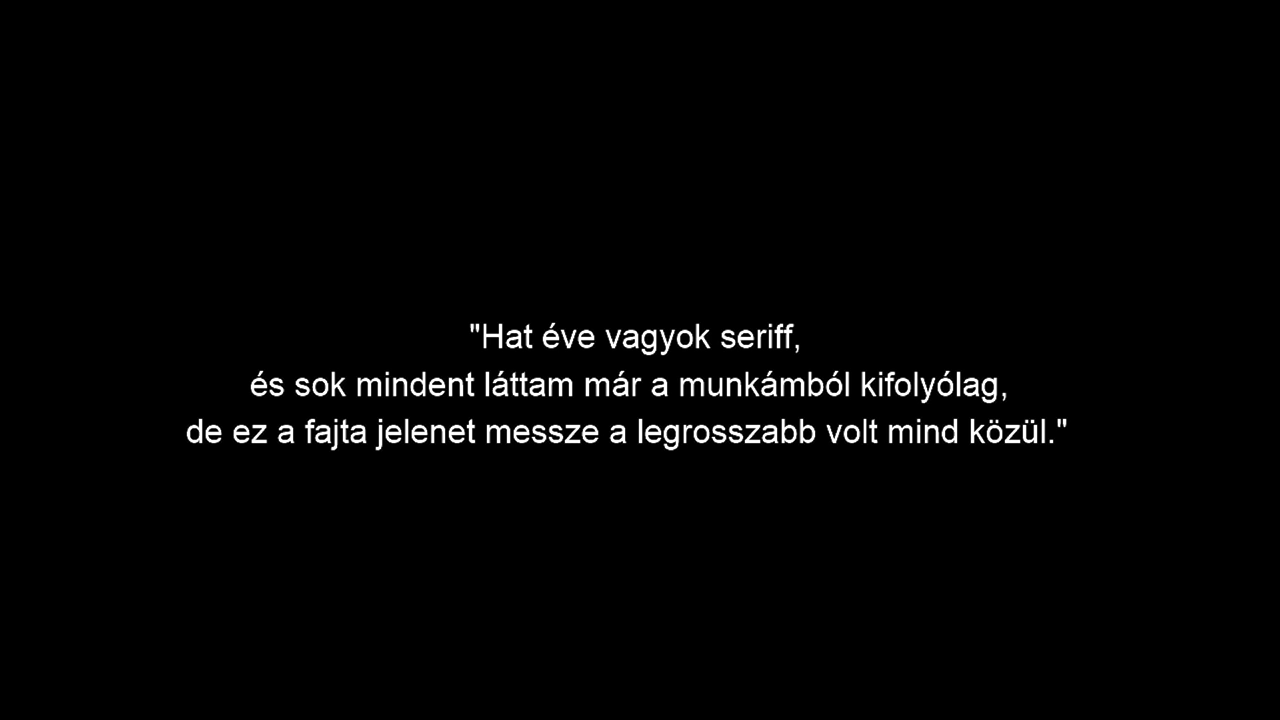 "Hat éve vagyok seriff,
és sok mindent láttam már a munkámból kifolyólag,
de ez a fajta jelenet messze a legrosszabb volt mind közül."